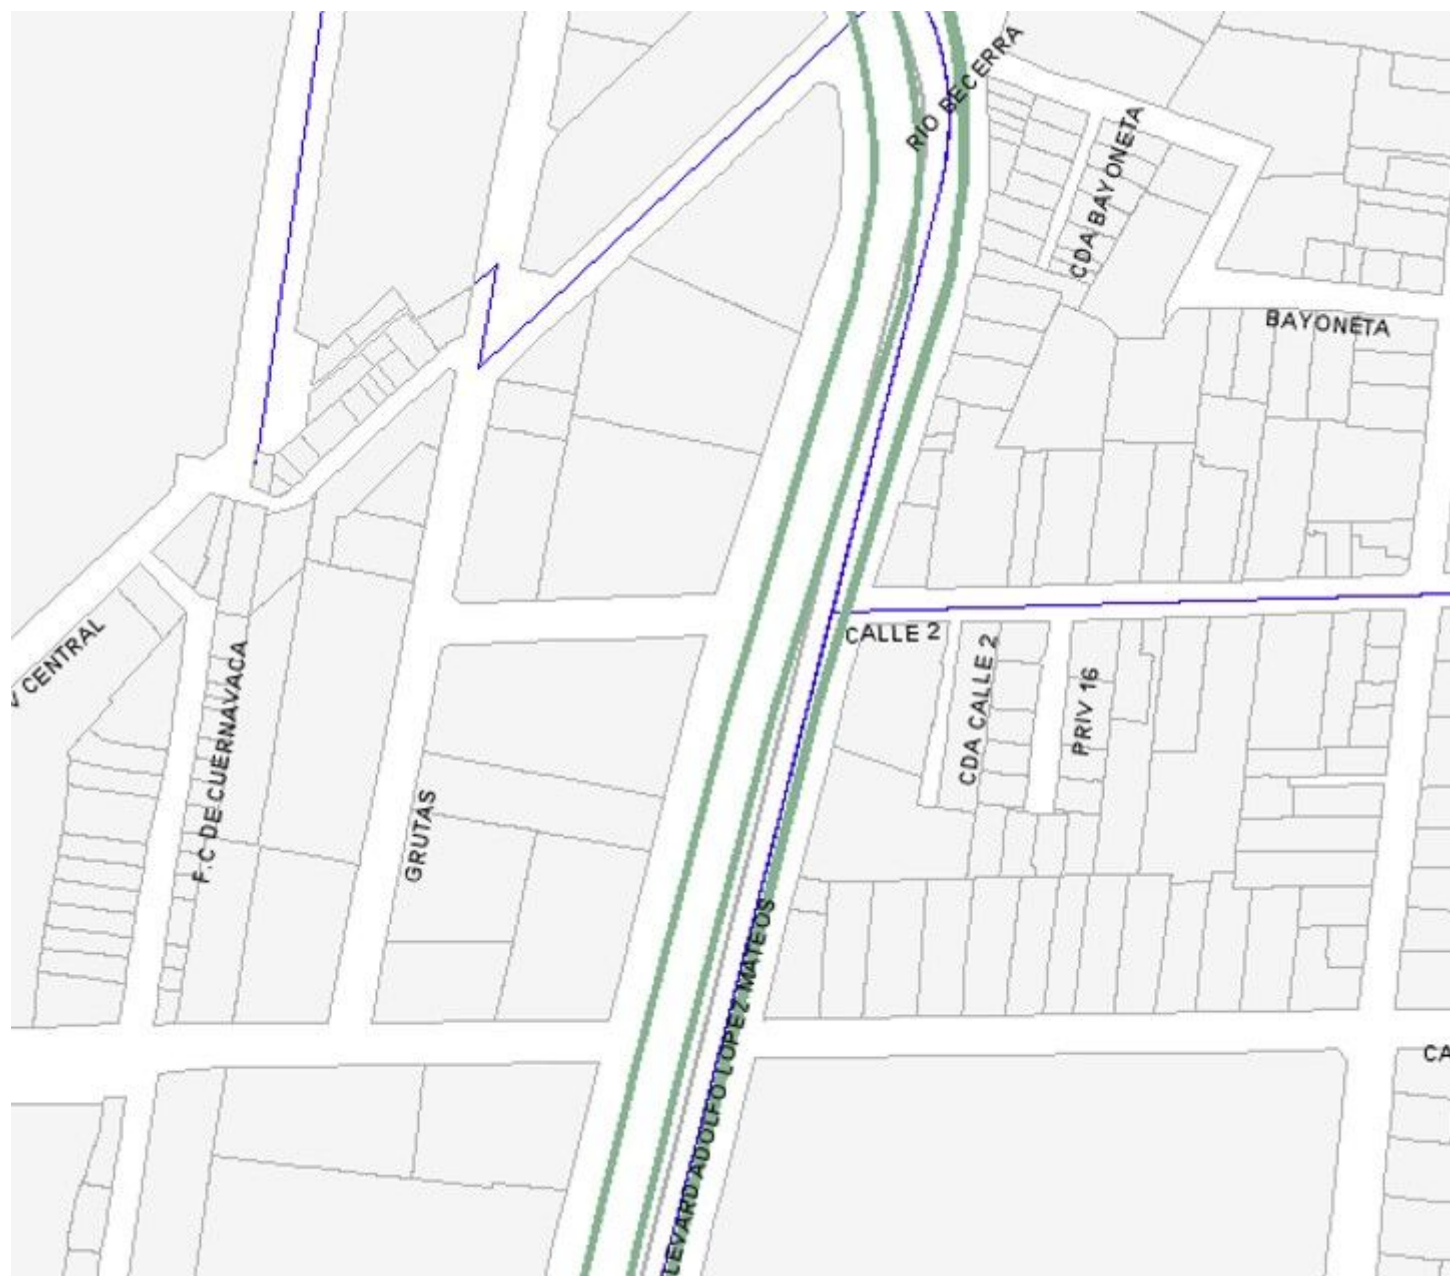 RIO BECERRA
CDA BAYONETA
BAYONETA
CALLE 2
V CENTRAL
F.C DE CUERNAVACA
CDA CALLE 2
PRIV 16
GRUTAS
LEVARD ADOLFO LOPEZ MATEOS
CA